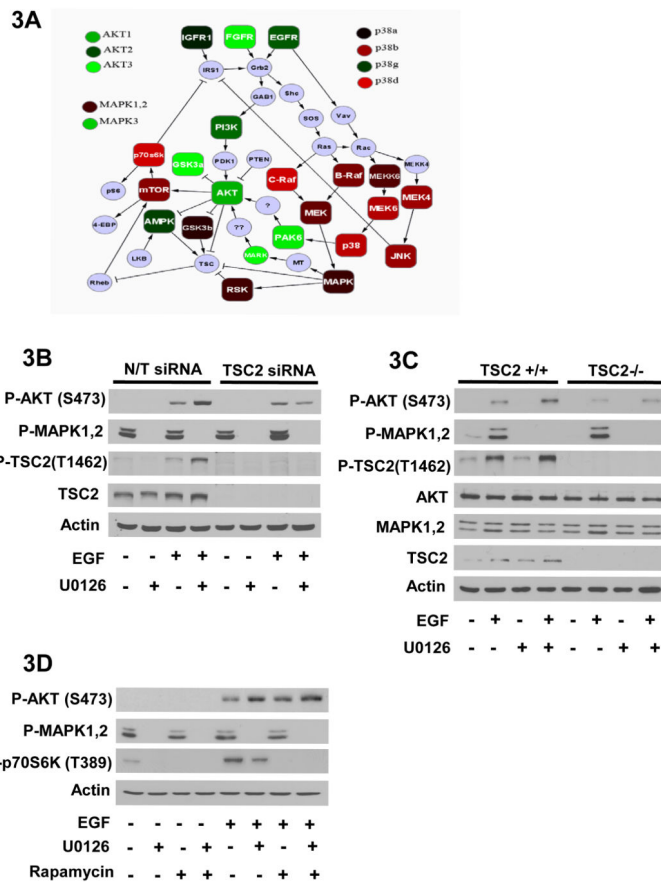 3A
AKT1
AKT2
AKT3
MAPK1,2
MAPK3
IGFR1
FGFR
EGFR
p38a
p38b
p38g
p38d
IRS1
Grb2
GAB1
Shc
SOS
Vav
PI3K
Ras
Rac
MEKK4
p70s6k
GSK3a
PDK1
PTEN
C-Raf
B-Raf
MEKK6
pS6
mTOR
AKT
MEK
MEK6
MEK4
4-EBP
AMPK
GSK3b
?
??
PAK6
p38
JNK
LKB
TSC
MARK
MT
Rheb
RSK
MAPK
3B
N/T siRNA TSC2 siRNA
P-AKT (S473)
P-MAPK1,2
P-TSC2(T1462)
TSC2
Actin
EGF - - + + - - + +
U0126 - + - + - + - +
3C
TSC2 +/+ TSC2-/-
P-AKT (S473)
P-MAPK1,2
P-TSC2(T1462)
AKT
MAPK1,2
TSC2
Actin
EGF - + - + - + - +
U0126 - - + + - - + +
3D
P-AKT (S473)
P-MAPK1,2
-p70S6K (T389)
Actin
EGF - - - - + + + +
U0126 - + - + - + - +
Rapamycin - - + + - - + +